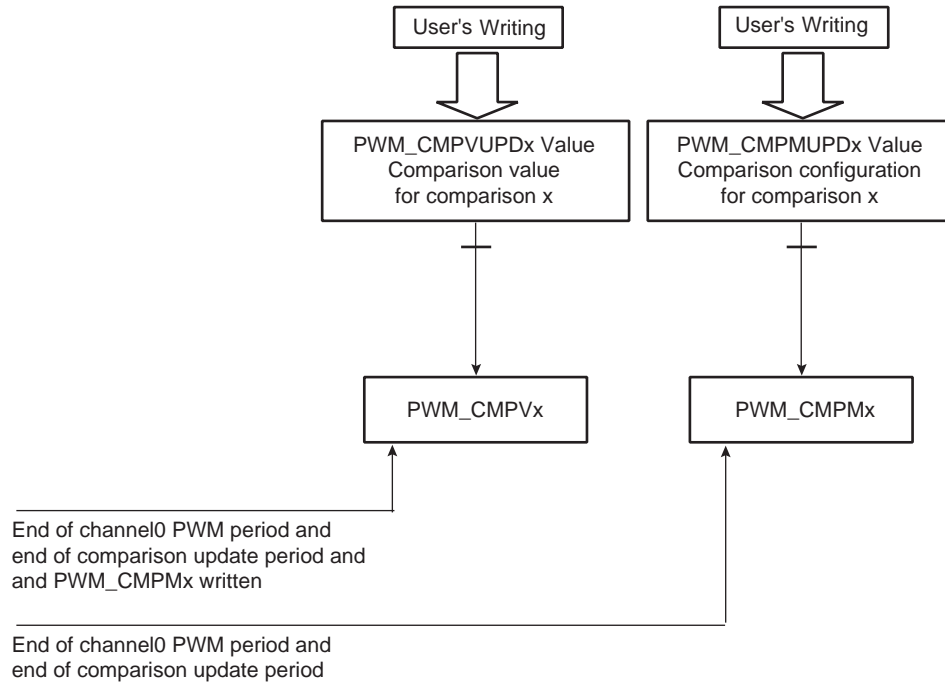 User's Writing
User's Writing
PWM_CMPVUPDx Value
Comparison value
for comparison x
PWM_CMPMUPDx Value
Comparison configuration
for comparison x
PWM_CMPVx
PWM_CMPMx
End of channel0 PWM period and
end of comparison update period and
and PWM_CMPMx written
End of channel0 PWM period and
end of comparison update period